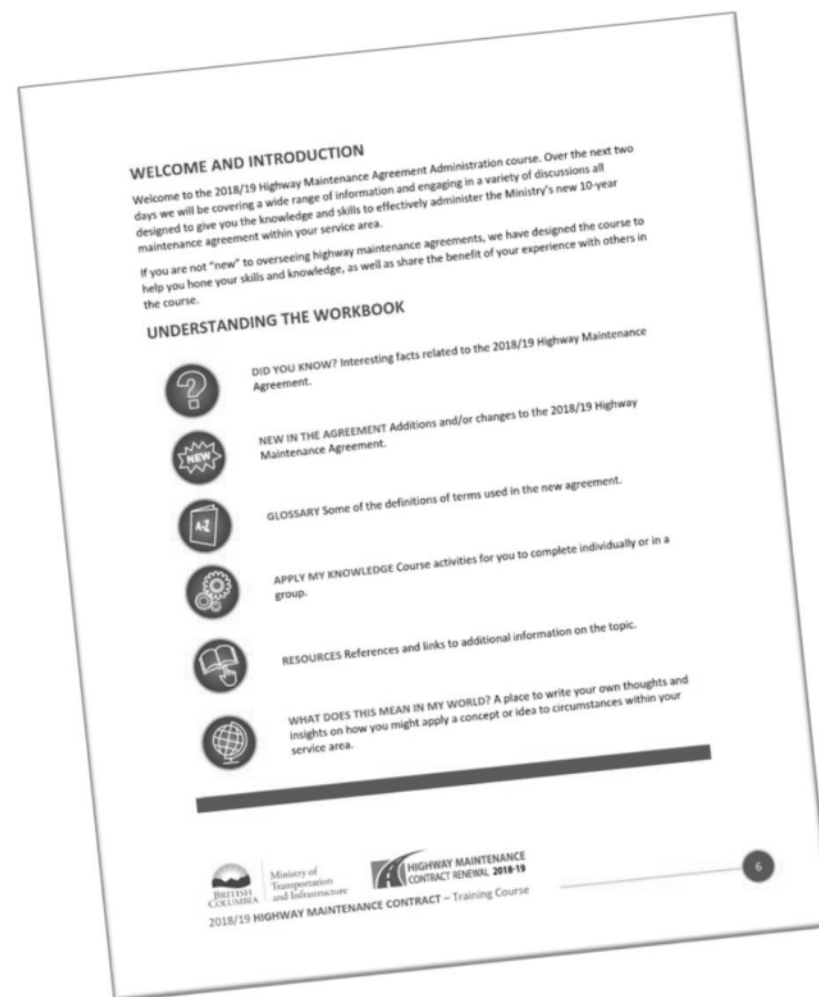 WELCOME AND INTRODUCTION
Welcome to the 2018/19 Highway Maintenance Agreement Administration course. Over the next two
days we will be covering a wide range of information and engaging in a variety of discussions all
designed to give you the knowledge and skills to effectively administer the Ministry's new 10-year
maintenance agreement within your service area.
If you are not "new" to overseeing highway maintenance agreements, we have designed the course to
help you hone your skills and knowledge, as well as share the benefit of your experience with others in
the course.
UNDERSTANDING THE WORKBOOK
?
DID YOU KNOW? Interesting facts related to the 2018/19 Highway Maintenance
Agreement.
NEW
NEW IN THE AGREEMENT Additions and/or changes to the 2018/19 Highway
Maintenance Agreement.
A-Z
GLOSSARY Some of the definitions of terms used in the new agreement.
APPLY MY KNOWLEDGE Course activities for you to complete individually or in a
group.
RESOURCES References and links to additional information on the topic.
WHAT DOES THIS MEAN IN MY WORLD? A place to write your own thoughts and
insights on how you might apply a concept or idea to circumstances within your
service area.
BRITISH
COLUMBIA
Ministry of
Transportation
and Infrastructure
HIGHWAY MAINTENANCE
CONTRACT RENEWAL 2018-19
6
2018/19 HIGHWAY MAINTENANCE CONTRACT – Training Course